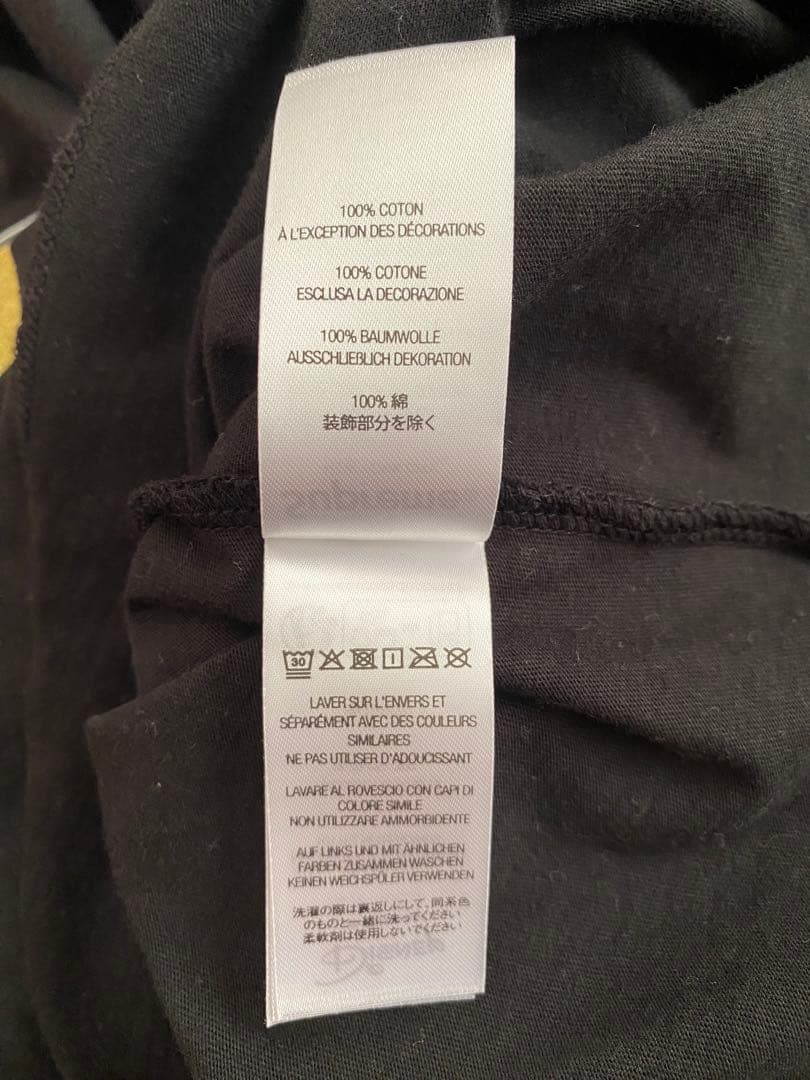 100% COTON
À L'EXCEPTION DES DÉCORATIONS
100% COTONE
ESCLUSA LA DECORAZIONE
100% BAUMWOLLE
AUSSCHLIEßLICH DEKORATION
100% 綿
装飾部分を除く
Supreme
30
LAVER SUR L'ENVERS ET
SÉPARÉMENT AVEC DES COULEURS
SIMILAIRES
NE PAS UTILISER D'ADOUCISSANT
LAVARE AL ROVESCIO CON CAPI DI
COLORE SIMILE
NON UTILIZZARE AMMORBIDENTE
AUF LINKS UND MIT ÄHNLICHEN
FARBEN ZUSAMMEN WASCHEN
KEINEN WEICHSPÜLER VERWENDEN
洗濯の際は裏返しにして、同系色
のものと一緒に洗ってください
柔軟剤は使用しないでください
Disney